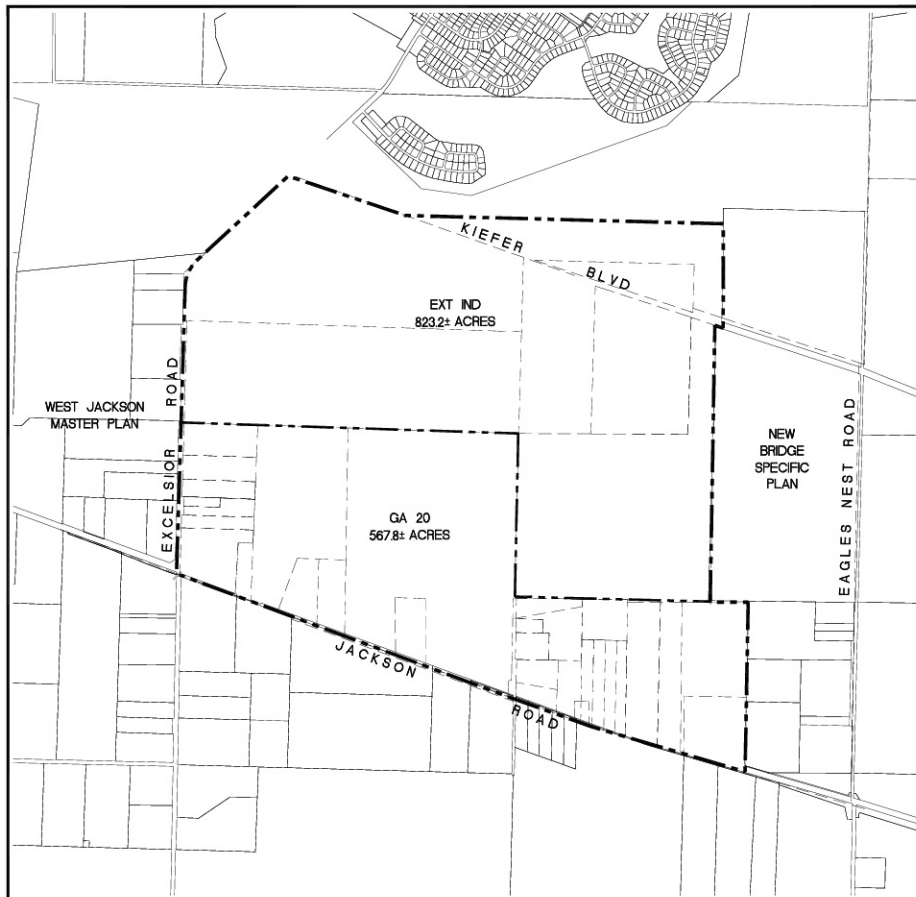 KIEFER
BLVD
EXT IND
823.2± ACRES
EXCELSIOR ROAD
WEST JACKSON
MASTER PLAN
NEW
BRIDGE
SPECIFIC
PLAN
EAGLES NEST ROAD
GA 20
567.8± ACRES
JACKSON
ROAD